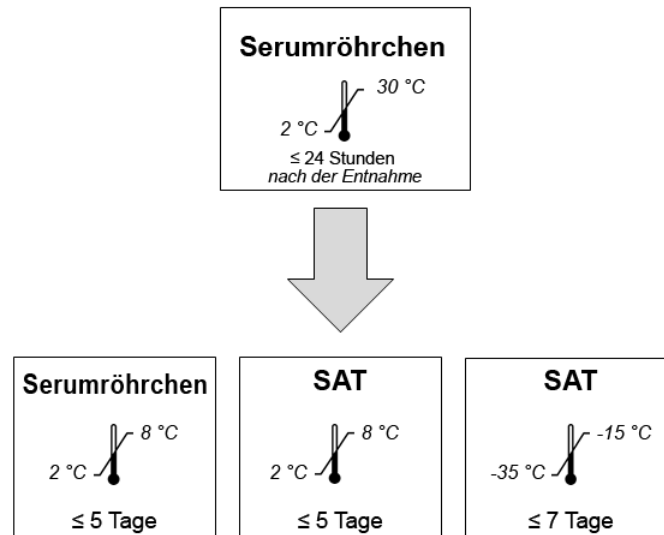 Serumröhrchen
30 °C
2 °C
≤ 24 Stunden
nach der Entnahme
Serumröhrchen
8 °C
2 °C
≤ 5 Tage
SAT
8 °C
2 °C
≤ 5 Tage
SAT
-15 °C
-35 °C
≤ 7 Tage